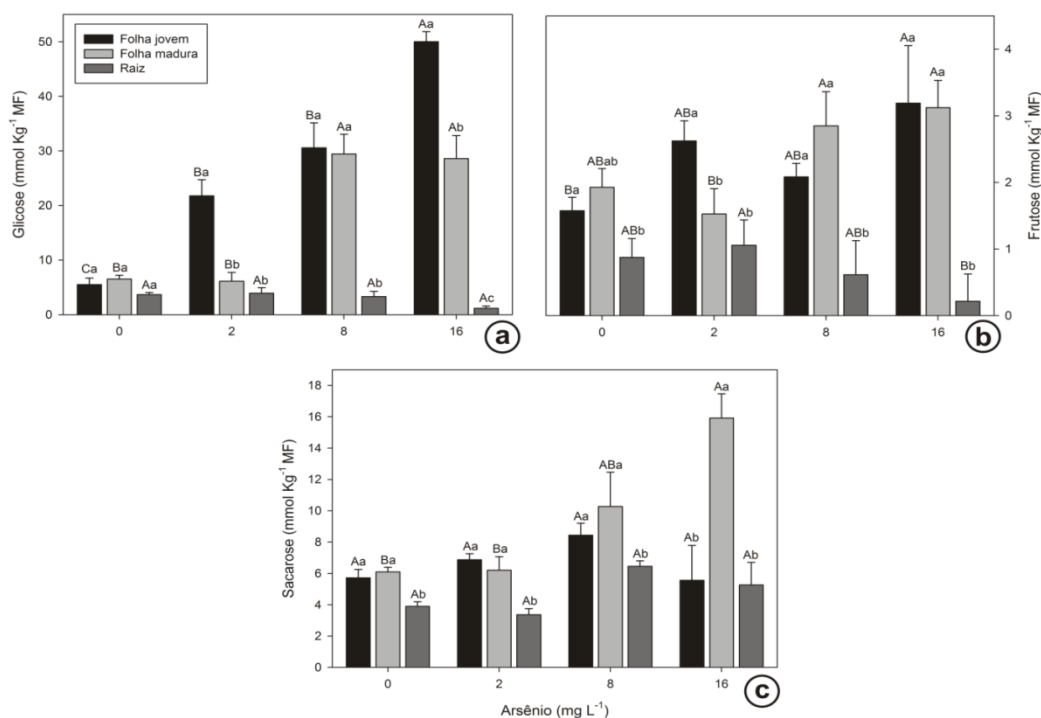 Folha jovem
Folha madura
Raiz
Glicose (mmol Kg⁻¹ MF)
50
40
30
20
10
0
Ca Ba Aa
Ba Bb Ab
Ba Aa Ab
Aa Ab Ac
0 2 8 16
a
Frutose (mmol Kg⁻¹ MF)
4
3
2
1
0
Ba ABab ABb
ABa Bb Ab
ABa Aa ABb
Aa Aa Bb
0 2 8 16
b
Sacarose (mmol Kg⁻¹ MF)
18
16
14
12
10
8
6
4
2
0
Aa Ba Ab
Aa Ba Ab
Aa ABa Ab
Ab Aa Ab
0 2 8 16
Arsênio (mg L⁻¹)
c